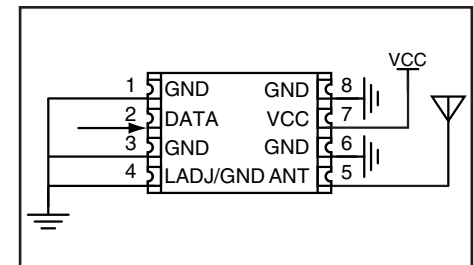 VCC
1 GND GND 8
2 DATA VCC 7
3 GND GND 6
4 LADJ/GND ANT 5